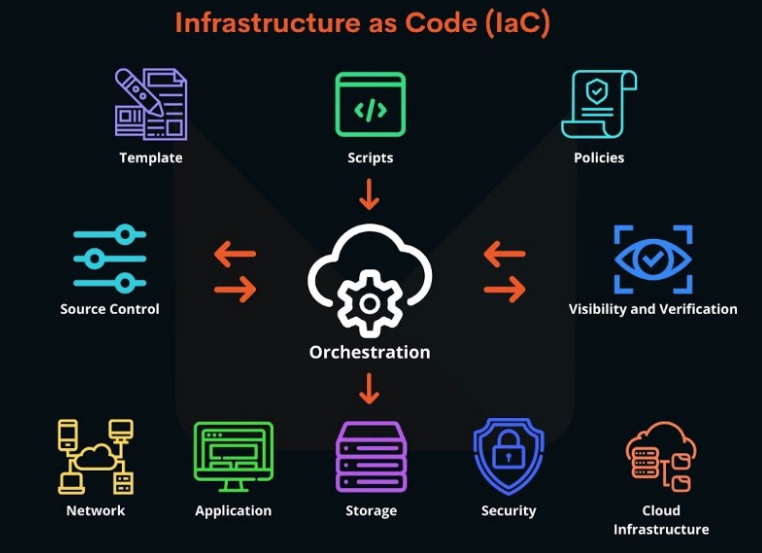 Infrastructure as Code (IaC)
Template
Scripts
Policies
</>
Source Control
Visibility and Verification
Orchestration
Network
Application
Storage
Security
Cloud
Infrastructure